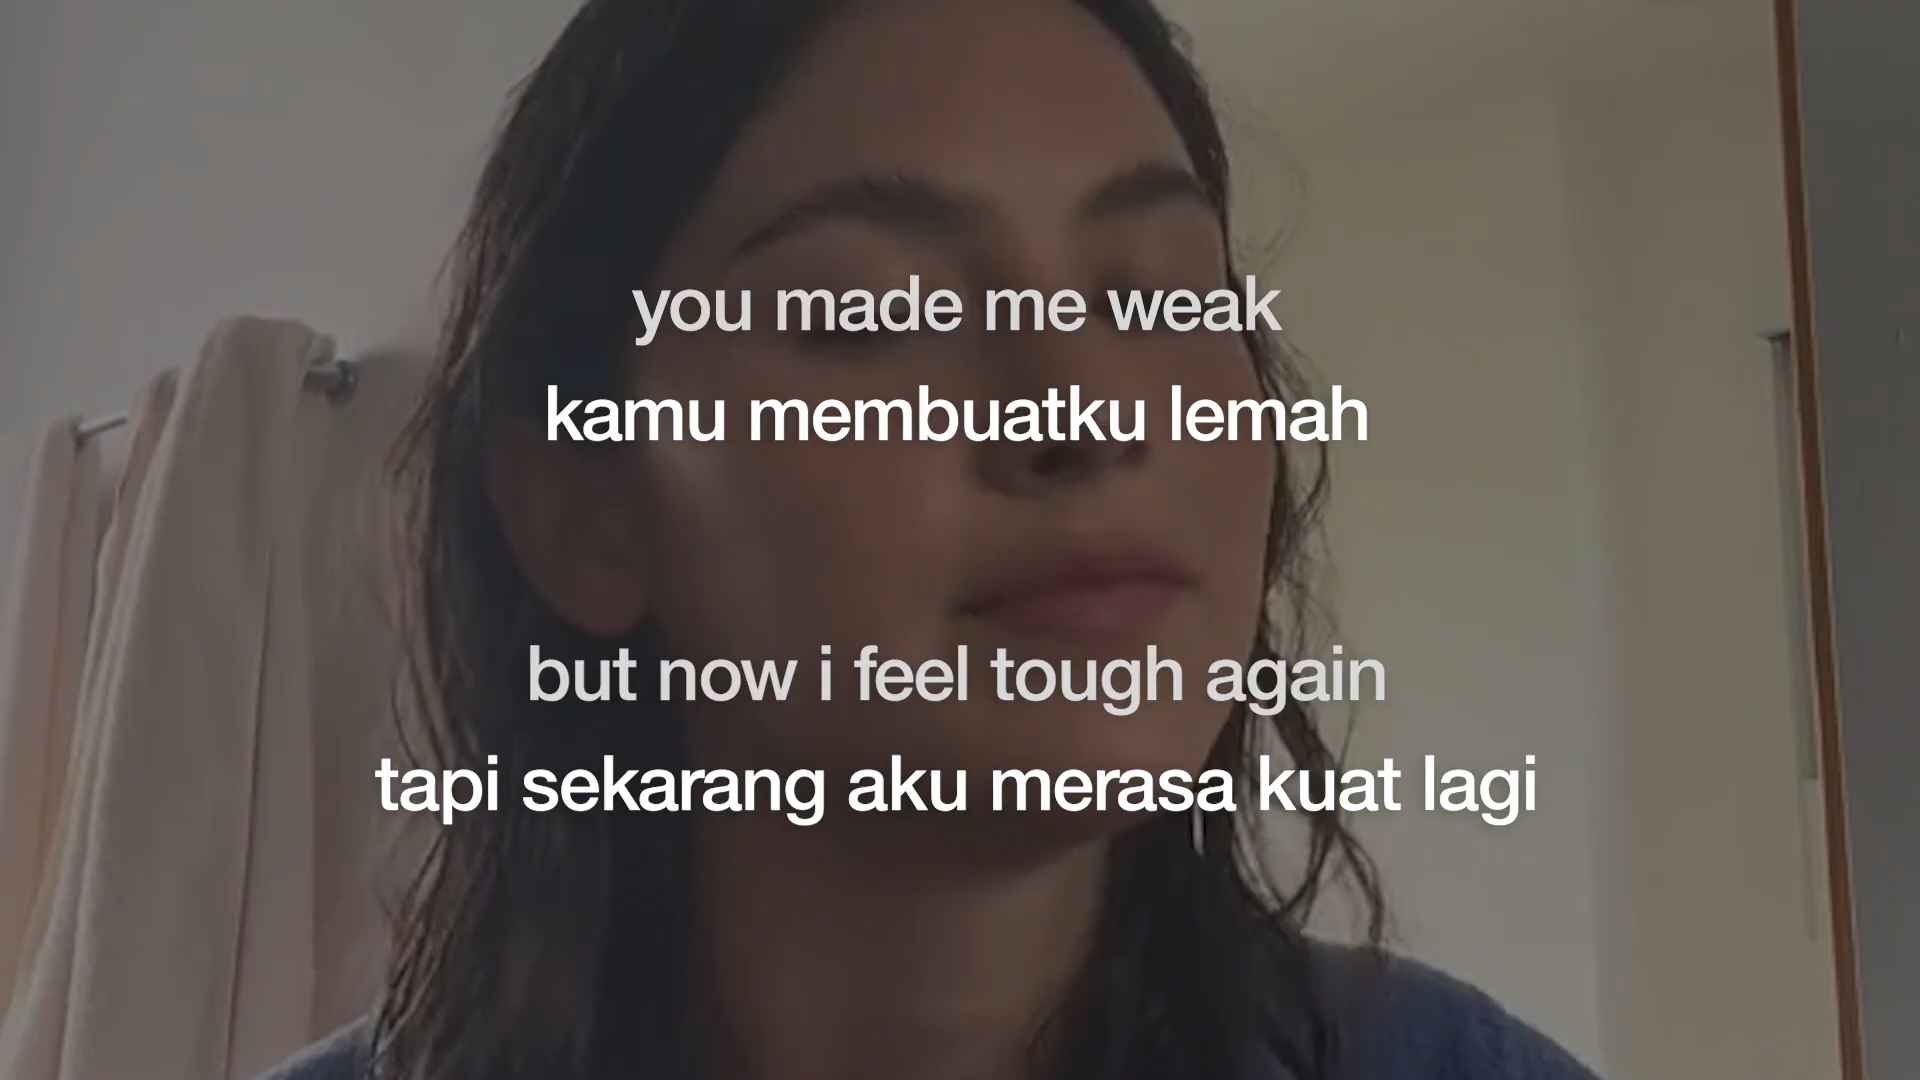 you made me weak
kamu membuatku lemah
but now i feel tough again
tapi sekarang aku merasa kuat lagi